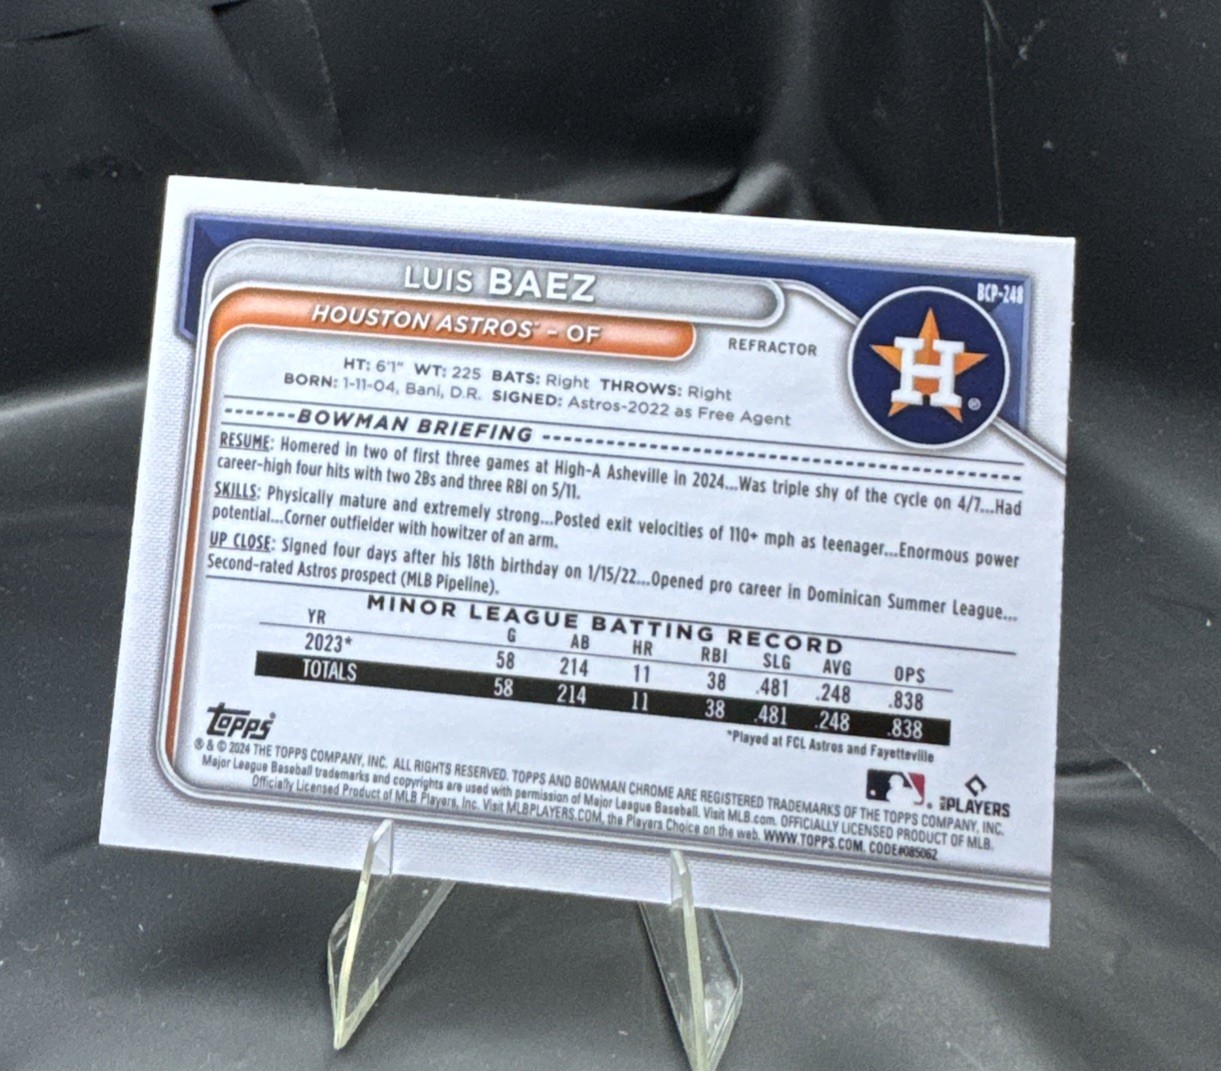 BCP-248
LUIS BAEZ
HOUSTON ASTROS® - OF
REFRACTOR
H
®
HT: 6'1" WT: 225 BATS: Right THROWS: Right
BORN: 1-11-04, Bani, D.R. SIGNED: Astros-2022 as Free Agent
BOWMAN BRIEFING
RESUME: Homered in two of first three games at High-A Asheville in 2024...Was triple shy of the cycle on 4/7...Had
career-high four hits with two 2Bs and three RBI on 5/11.
SKILLS: Physically mature and extremely strong...Posted exit velocities of 110+ mph as teenager...Enormous power
potential...Corner outfielder with howitzer of an arm.
UP CLOSE: Signed four days after his 18th birthday on 1/15/22...Opened pro career in Dominican Summer League...
Second-rated Astros prospect (MLB Pipeline).
MINOR LEAGUE BATTING RECORD
YR G AB HR RBI SLG AVG OPS
2023* 58 214 11 38 .481 .248 .838
TOTALS 58 214 11 38 .481 .248 .838
*Played at FCL Astros and Fayetteville
Topps®
® & © 2024 THE TOPPS COMPANY, INC. ALL RIGHTS RESERVED. TOPPS AND BOWMAN CHROME ARE REGISTERED TRADEMARKS OF THE TOPPS COMPANY, INC.
Major League Baseball trademarks and copyrights are used with permission of Major League Baseball. Visit MLB.com. OFFICIALLY LICENSED PRODUCT OF MLB.
Officially Licensed Product of MLB Players, Inc. Visit MLBPLAYERS.COM, the Players Choice on the web. WWW.TOPPS.COM. CODE#085062
MLB PLAYERS